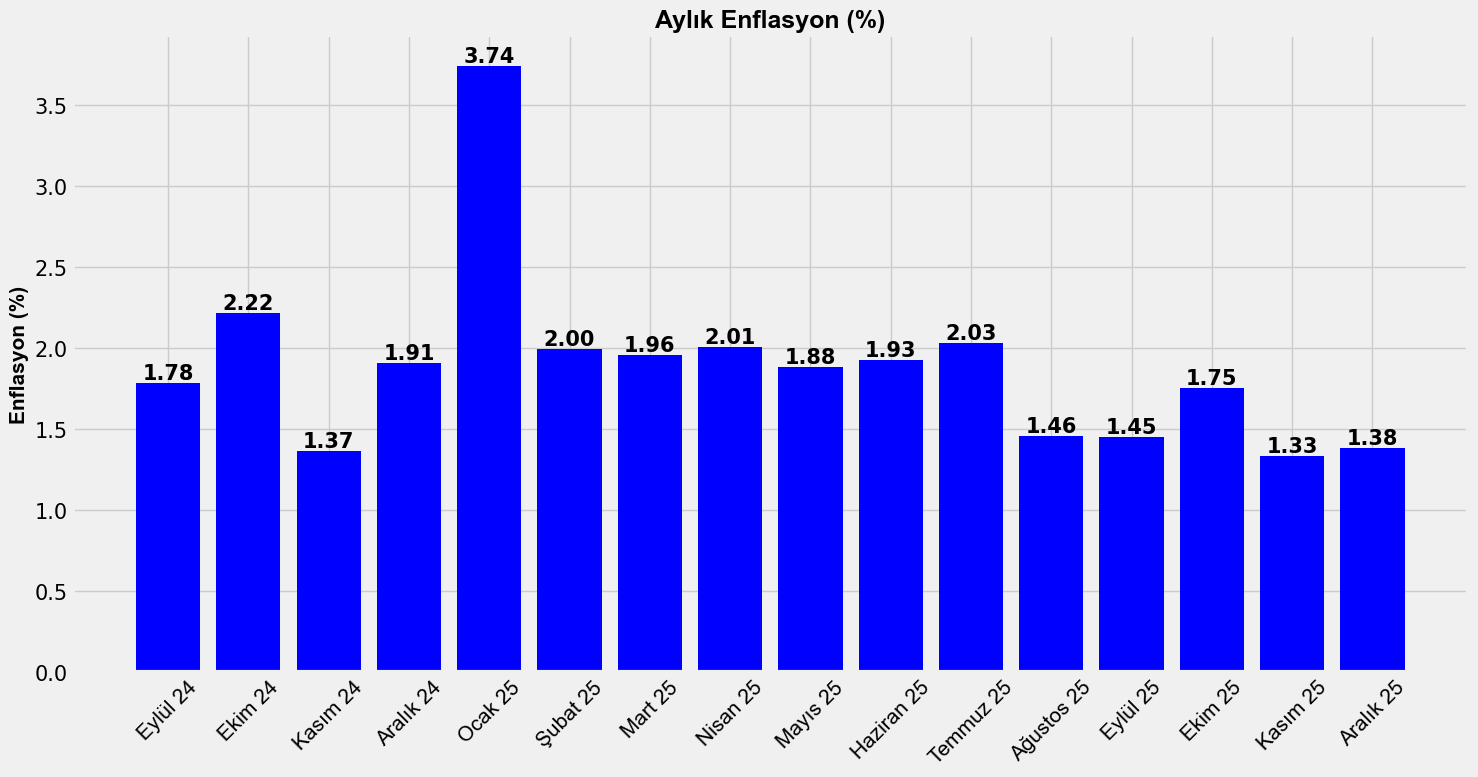 Aylık Enflasyon (%)
Enflasyon (%)
3.5
3.0
2.5
2.0
1.5
1.0
0.5
0.0
1.78
2.22
1.37
1.91
3.74
2.00
1.96
2.01
1.88
1.93
2.03
1.46
1.45
1.75
1.33
1.38
Eylül 24
Ekim 24
Kasım 24
Aralık 24
Ocak 25
Şubat 25
Mart 25
Nisan 25
Mayıs 25
Haziran 25
Temmuz 25
Ağustos 25
Eylül 25
Ekim 25
Kasım 25
Aralık 25